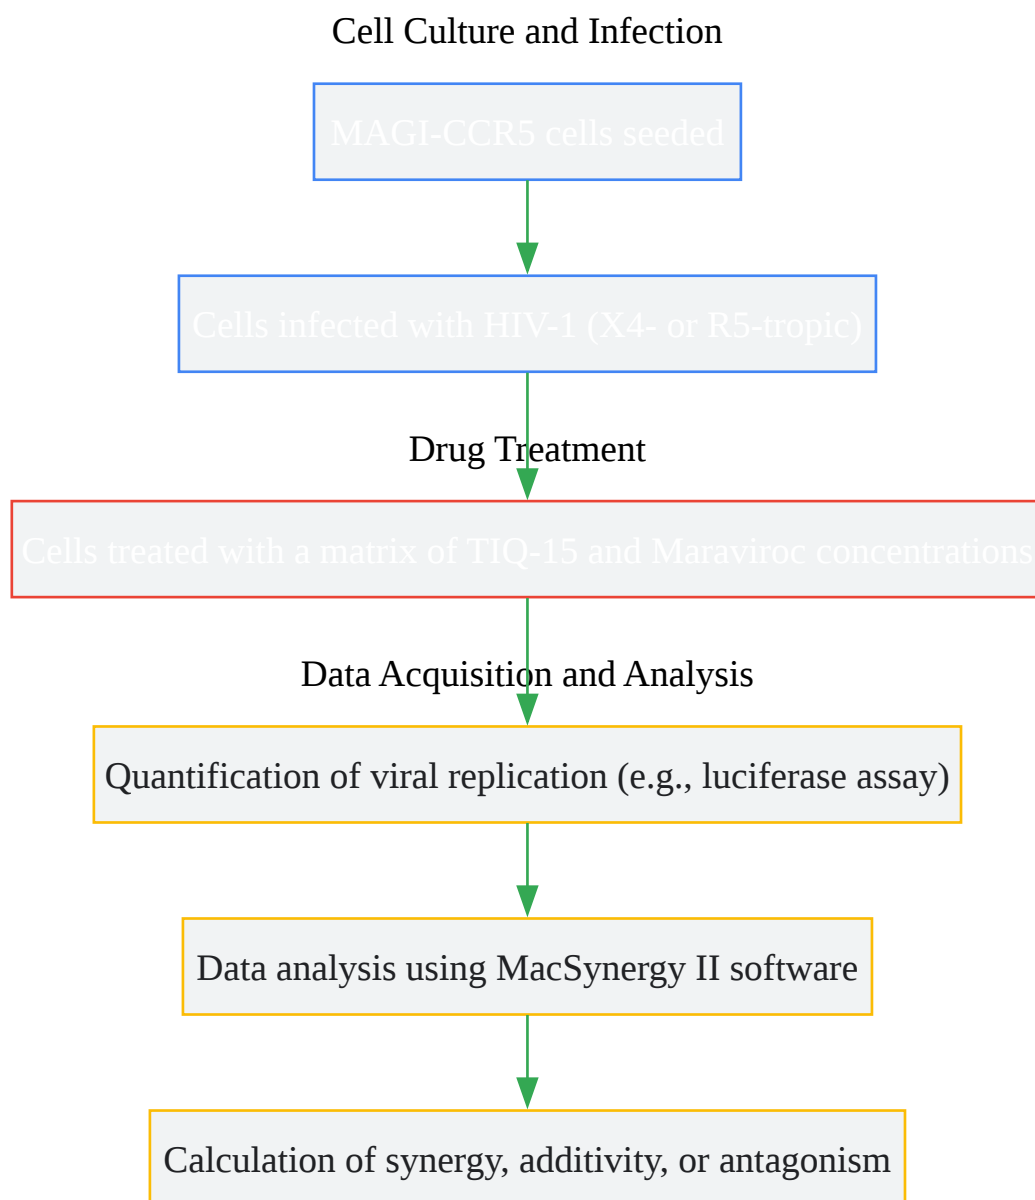 Cell Culture and Infection
MAGI-CCR5 cells seeded
Cells infected with HIV-1 (X4- or R5-tropic)
Drug Treatment
Cells treated with a matrix of TIQ-15 and Maraviroc concentrations
Data Acquisition and Analysis
Quantification of viral replication (e.g., luciferase assay)
Data analysis using MacSynergy II software
Calculation of synergy, additivity, or antagonism